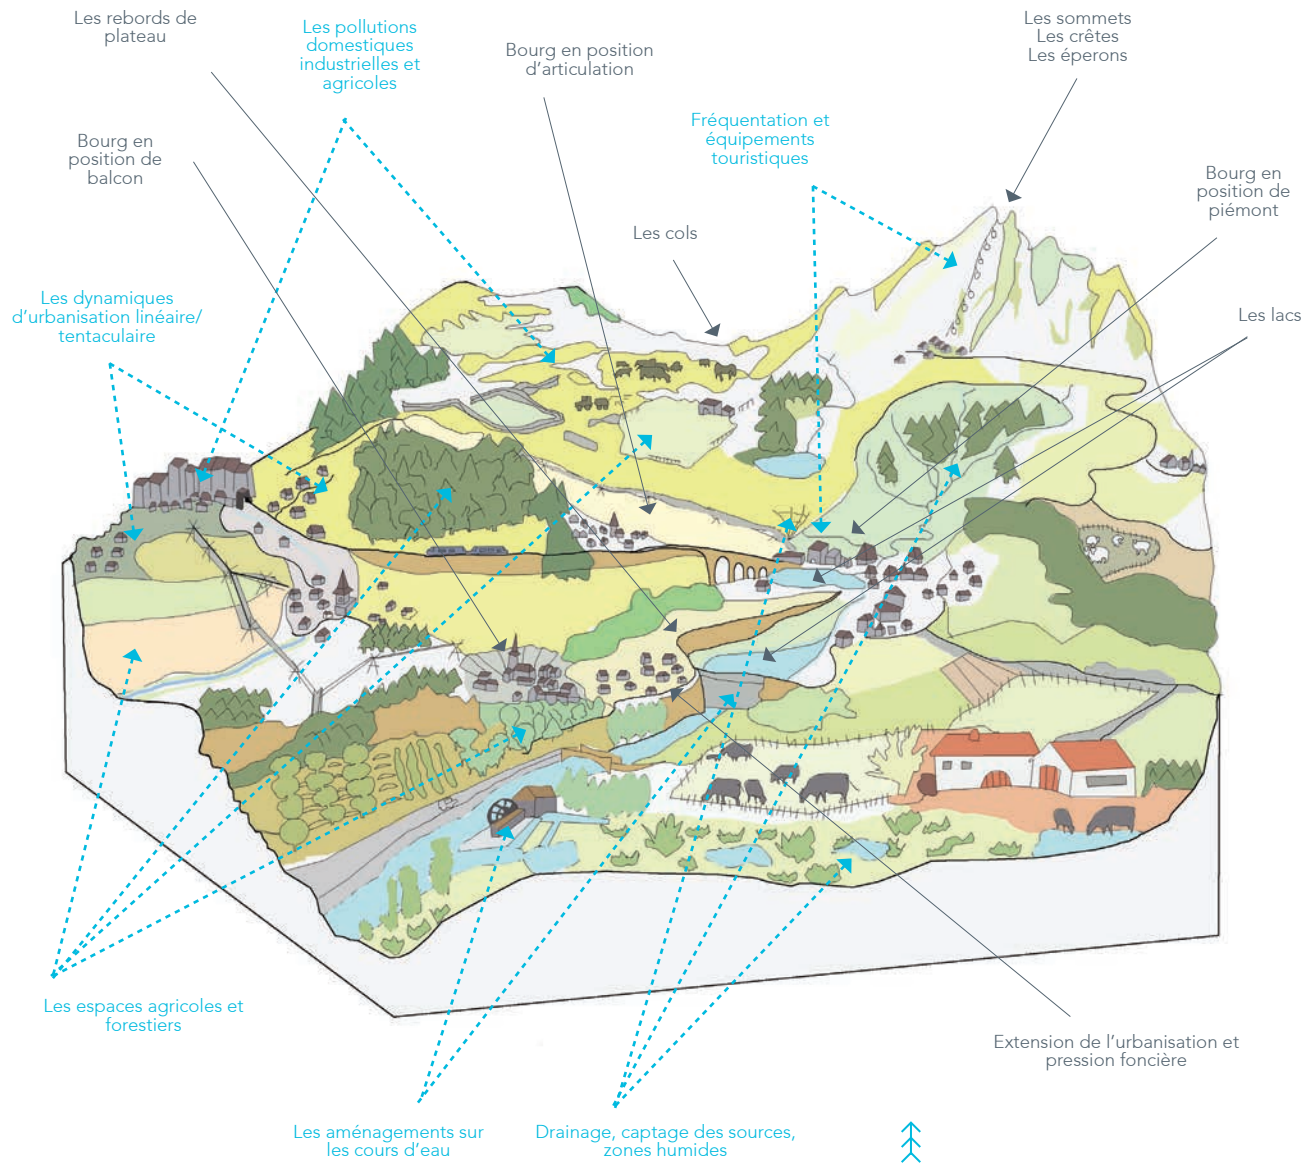 Les rebords de
plateau
Les pollutions
domestiques
industrielles et
agricoles
Bourg en position
d’articulation
Les sommets
Les crêtes
Les éperons
Fréquentation et
équipements
touristiques
Bourg en
position de
balcon
Bourg en
position de
piémont
Les cols
Les dynamiques
d’urbanisation linéaire/
tentaculaire
Les lacs
Les espaces agricoles et
forestiers
Extension de l’urbanisation et
pression foncière
Les aménagements sur
les cours d’eau
Drainage, captage des sources,
zones humides